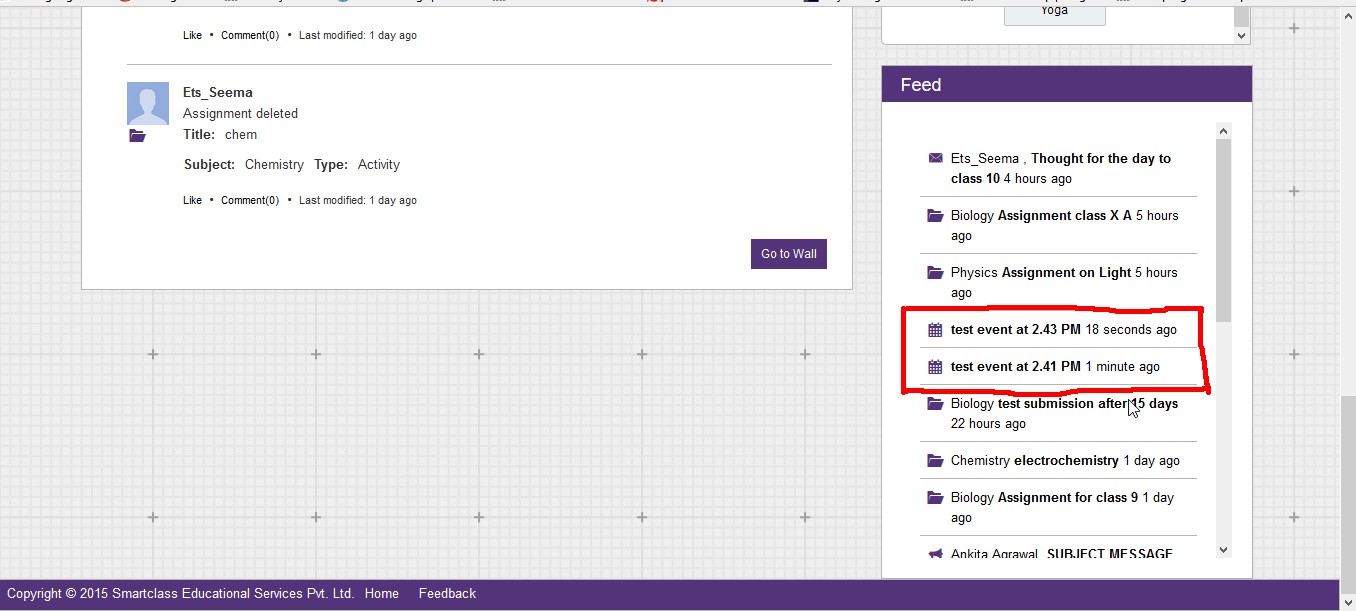 Like • Comment(0) • Last modified: 1 day ago
Ets_Seema
Assignment deleted
Title: chem
Subject: Chemistry Type: Activity
Like • Comment(0) • Last modified: 1 day ago
Go to Wall
Yoga
Feed
Ets_Seema , Thought for the day to
class 10 4 hours ago
Biology Assignment class X A 5 hours
ago
Physics Assignment on Light 5 hours
ago
test event at 2.43 PM 18 seconds ago
test event at 2.41 PM 1 minute ago
Biology test submission after 15 days
22 hours ago
Chemistry electrochemistry 1 day ago
Biology Assignment for class 9 1 day
ago
Ankita Agrawal, SUBJECT MESSAGE
Copyright © 2015 Smartclass Educational Services Pvt. Ltd. Home Feedback